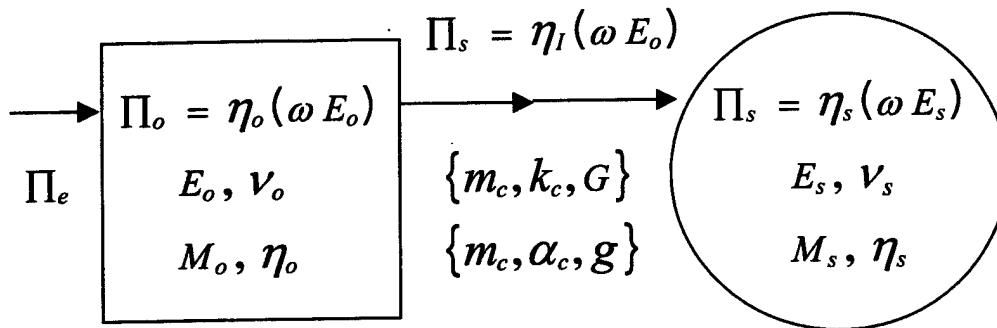 Π_s = η_I(ω E_o)
Π_o = η_o(ω E_o)
Π_s = η_s(ω E_s)
Π_e
E_o, ν_o
{m_c, k_c, G}
E_s, ν_s
M_o, η_o
{m_c, α_c, g}
M_s, η_s